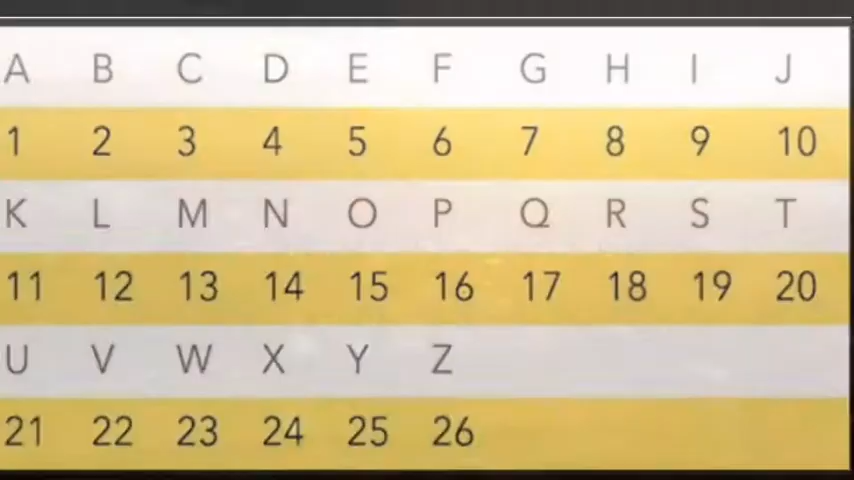 A B C D E F G H I J
1 2 3 4 5 6 7 8 9 10
K L M N O P Q R S T
11 12 13 14 15 16 17 18 19 20
U V W X Y Z
21 22 23 24 25 26